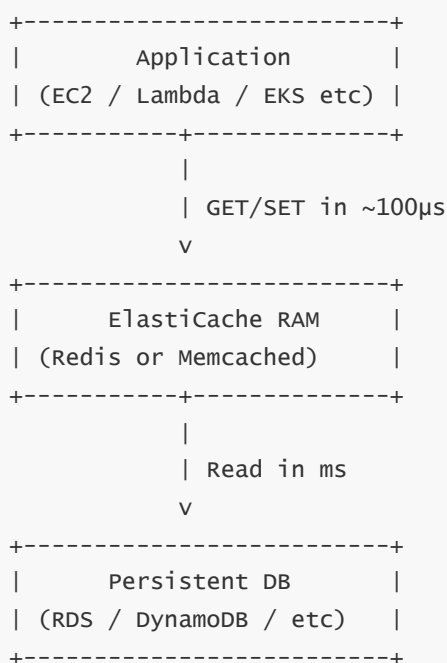 +---------------------------+
|         Application       |
| (EC2 / Lambda / EKS etc) |
+-----------+--------------+
            |
            | GET/SET in ~100µs
            v
+---------------------------+
|       ElastiCache RAM     |
| (Redis or Memcached)      |
+-----------+--------------+
            |
            | Read in ms
            v
+---------------------------+
|       Persistent DB       |
| (RDS / DynamoDB / etc)    |
+---------------------------+